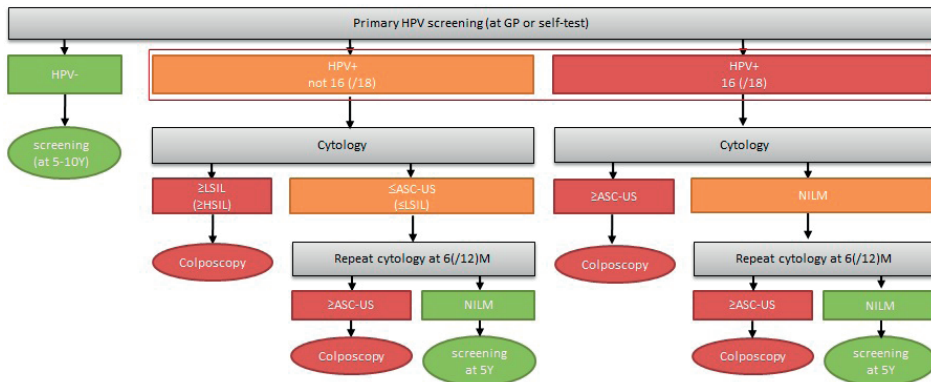 Primary HPV screening (at GP or self-test)
HPV-
HPV+
not 16 (/18)
HPV+
16 (/18)
screening
(at 5-10Y)
Cytology
Cytology
≥LSIL
(≥HSIL)
≤ASC-US
(≤LSIL)
≥ASC-US
NILM
Colposcopy
Colposcopy
Repeat cytology at 6(/12)M
Repeat cytology at 6(/12)M
≥ASC-US
NILM
≥ASC-US
NILM
Colposcopy
screening
at 5Y
Colposcopy
screening
at 5Y